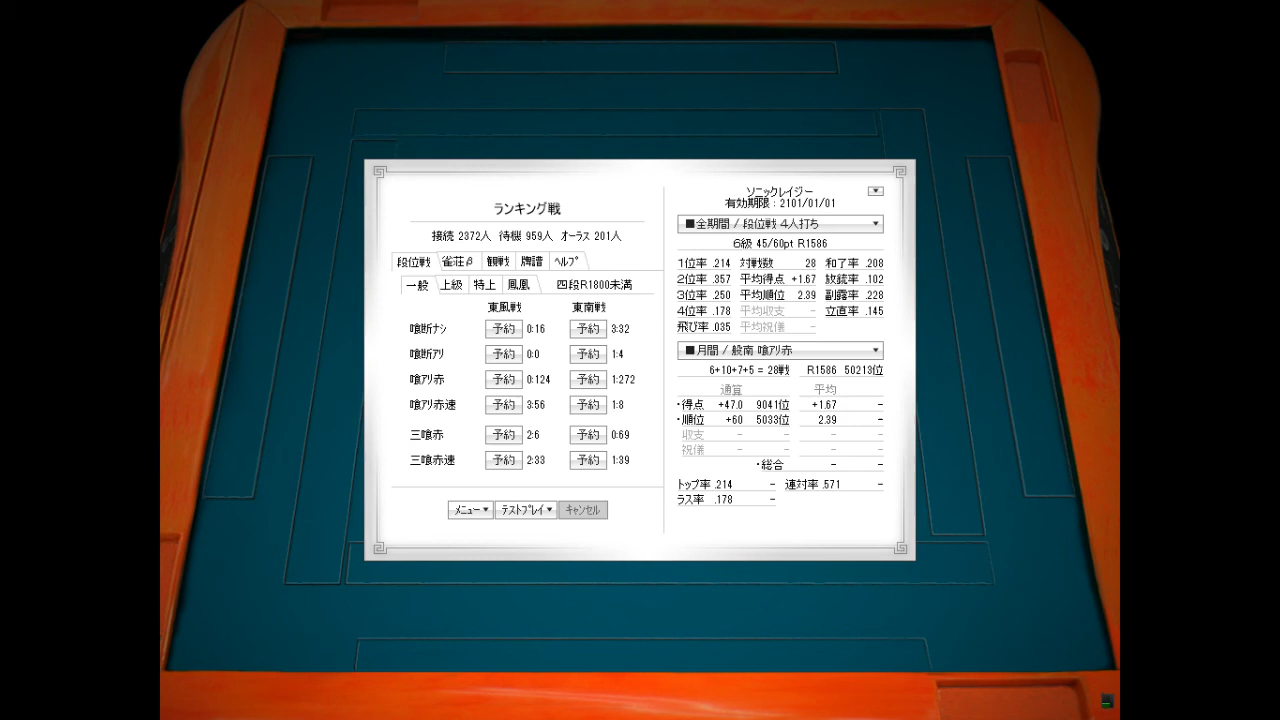 ランキング戦
接続 2372人 待機 959人 オーラス 201人
段位戦 雀荘β 観戦 牌譜 ヘルプ
一般 上級 特上 鳳凰 四段R1800未満
東風戦 東南戦
喰断ナシ 予約 0:16 予約 3:32
喰断アリ 予約 0:0 予約 1:4
喰アリ赤 予約 0:124 予約 1:272
喰アリ赤速 予約 3:56 予約 1:8
三喰赤 予約 2:6 予約 0:69
三喰赤速 予約 2:33 予約 1:39
メニュー▼ テストプレイ▼ キャンセル
ソニックレイジー ▼
有効期限 : 2101/01/01
■全期間 / 段位戦 4人打ち ▼
6級 45/60pt R1586
1位率 .214 対戦数 28 和了率 .208
2位率 .357 平均得点 +1.67 放銃率 .102
3位率 .250 平均順位 2.39 副露率 .228
4位率 .178 平均収支 - 立直率 .145
飛び率 .035 平均祝儀 -
■月間 / 般南 喰アリ赤 ▼
6+10+7+5 = 28戦 R1586 50213位
通算 平均
・得点 +47.0 9041位 +1.67 -
・順位 +60 5033位 2.39 -
収支 - - - -
祝儀 - - - -
・総合 - -
トップ率 .214 - 連対率 .571 -
ラス率 .178 -